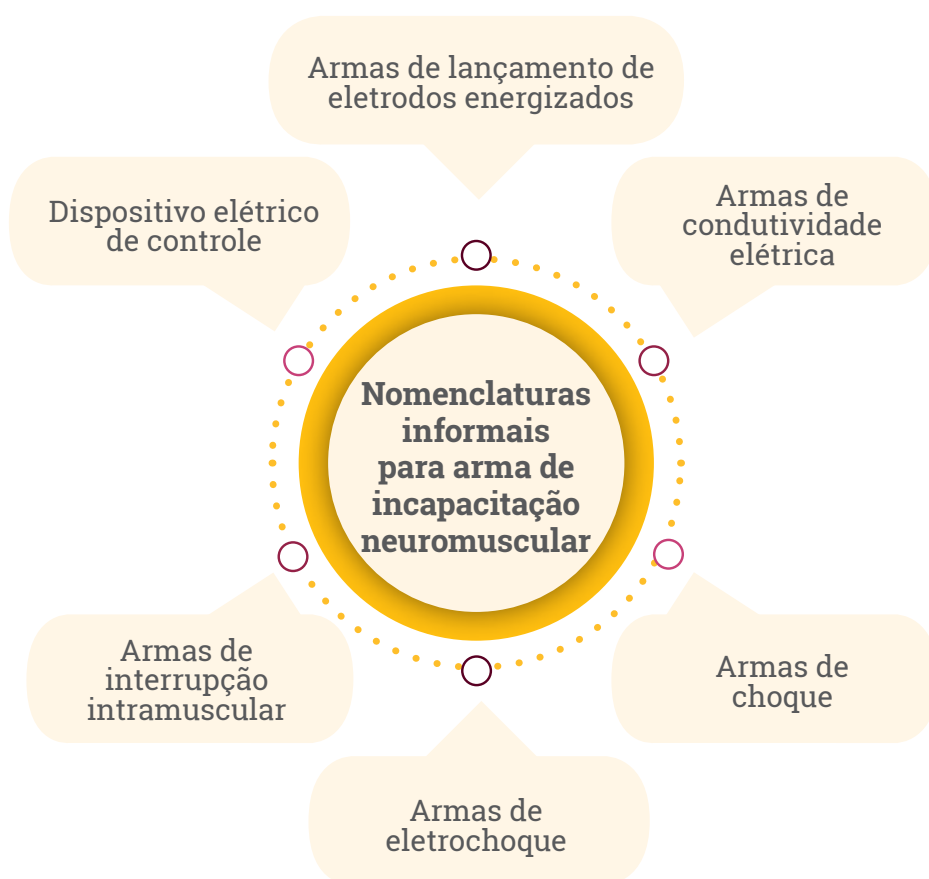 Armas de lançamento de
eletrodos energizados
Dispositivo elétrico
de controle
Armas de
condutividade
elétrica
Nomenclaturas
informais
para arma de
incapacitação
neuromuscular
Armas de
interrupção
intramuscular
Armas de
choque
Armas de
eletrochoque